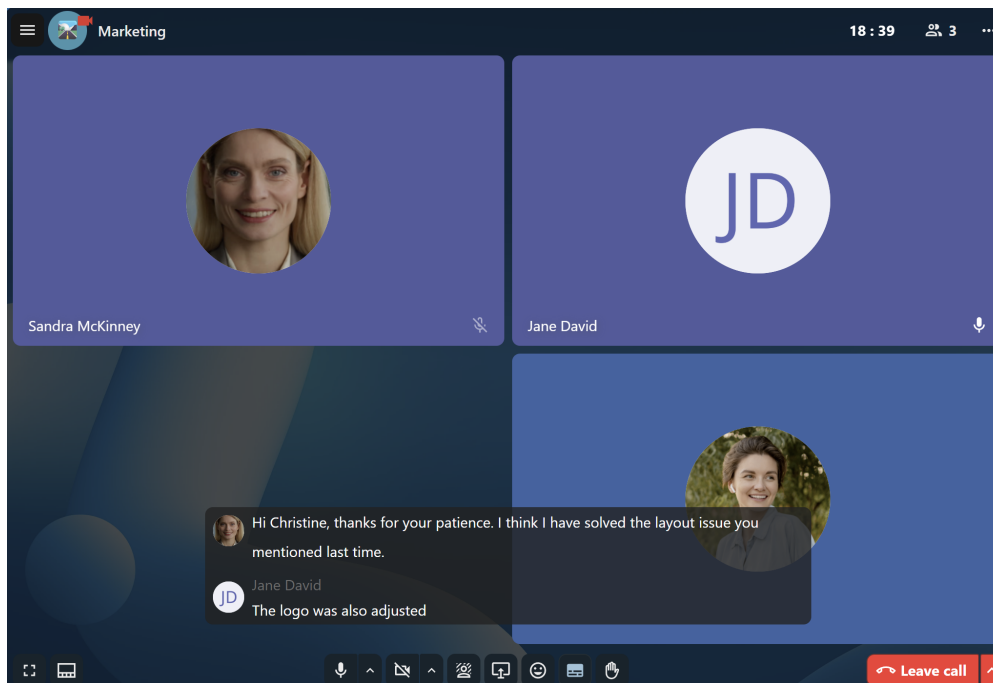 Marketing
18 : 39
3
JD
Sandra McKinney
Jane David
Hi Christine, thanks for your patience. I think I have solved the layout issue you
mentioned last time.
Jane David
JD
The logo was also adjusted
Leave call